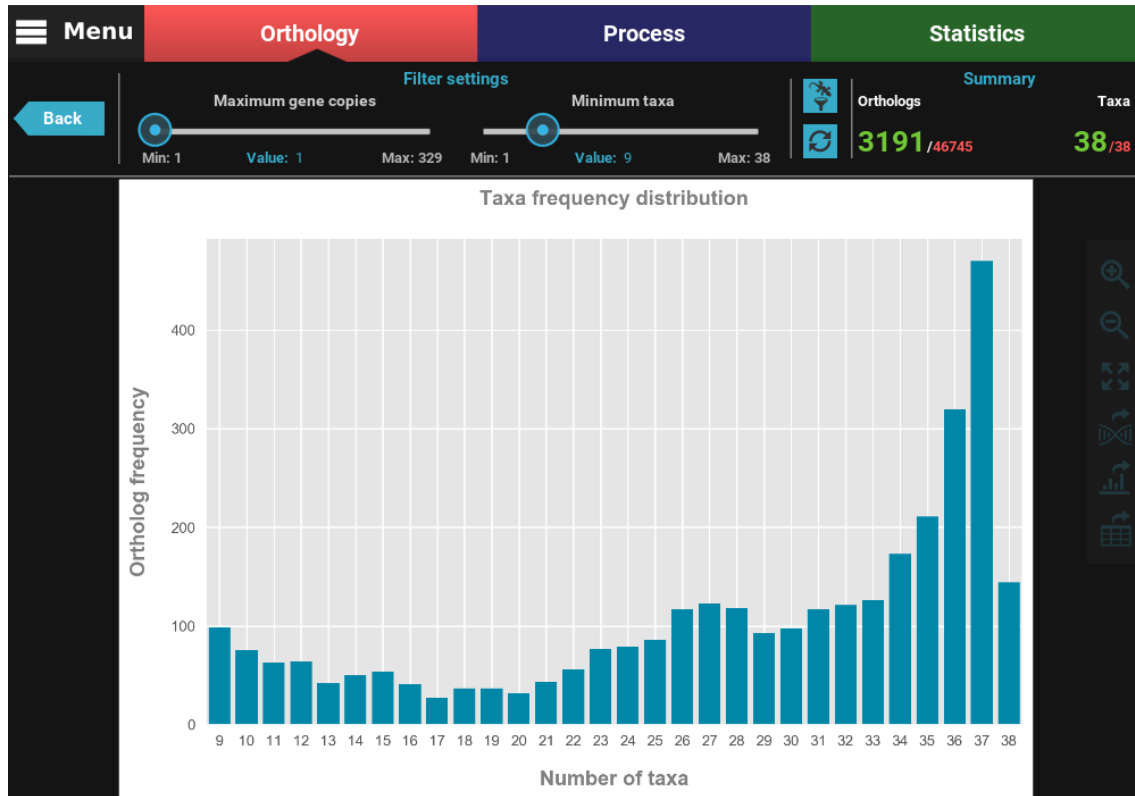 Menu
Orthology
Process
Statistics
Back
Filter settings
Maximum gene copies
Min: 1
Value: 1
Max: 329
Minimum taxa
Min: 1
Value: 9
Max: 38
Summary
Orthologs
Taxa
3191/46745
38/38
Taxa frequency distribution
Ortholog frequency
400
300
200
100
0
9 10 11 12 13 14 15 16 17 18 19 20 21 22 23 24 25 26 27 28 29 30 31 32 33 34 35 36 37 38
Number of taxa